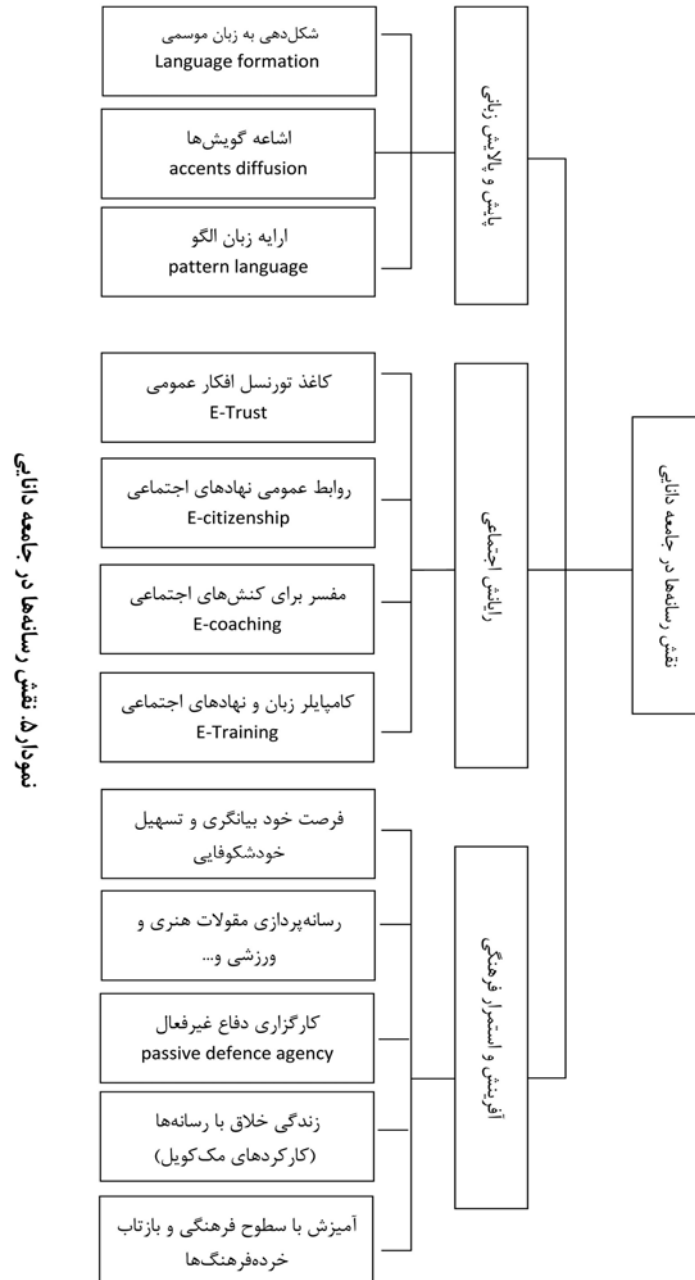 نقش رسانه‌ها در جامعه دانایی
پایش و پالایش زبانی
شکل‌دهی به زبان موسمی
Language formation
اشاعه گویش‌ها
accents diffusion
ارایه زبان الگو
pattern language
رایانش اجتماعی
کاغذ تورنسل افکار عمومی
E-Trust
روابط عمومی نهادهای اجتماعی
E-citizenship
مفسر برای کنش‌های اجتماعی
E-coaching
کامپایلر زبان و نهادهای اجتماعی
E-Training
آفرینش و استمرار فرهنگی
فرصت خود بیانگری و تسهیل
خودشکوفایی
رسانه‌پردازی مقولات هنری و
ورزشی و...
کارگزاری دفاع غیرفعال
passive defence agency
زندگی خلاق با رسانه‌ها
(کارکردهای مک‌کویل)
آمیزش با سطوح فرهنگی و بازتاب
خرده‌فرهنگ‌ها
نمودار ۵. نقش رسانه‌ها در جامعه دانایی